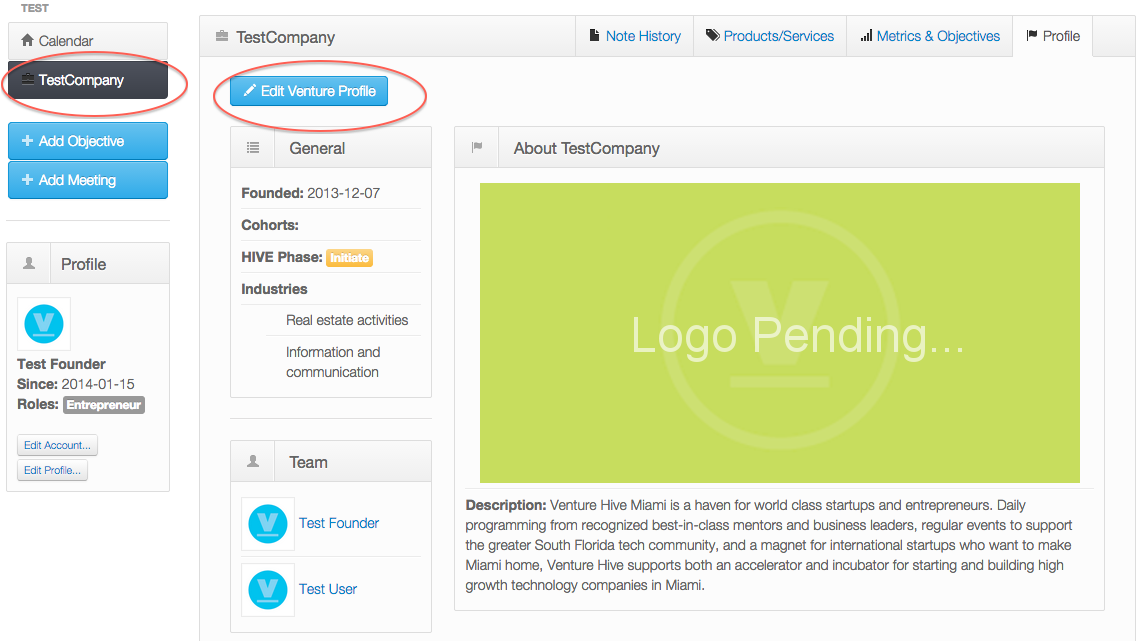 TEST
Calendar
TestCompany
+ Add Objective
+ Add Meeting
Profile
Test Founder
Since: 2014-01-15
Roles: Entrepreneur
Edit Account...
Edit Profile...
TestCompany
Note History
Products/Services
Metrics & Objectives
Profile
Edit Venture Profile
General
Founded: 2013-12-07
Cohorts:
HIVE Phase: Initiate
Industries
Real estate activities
Information and
communication
Team
Test Founder
Test User
About TestCompany
Logo Pending...
Description: Venture Hive Miami is a haven for world class startups and entrepreneurs. Daily
programming from recognized best-in-class mentors and business leaders, regular events to support
the greater South Florida tech community, and a magnet for international startups who want to make
Miami home, Venture Hive supports both an accelerator and incubator for starting and building high
growth technology companies in Miami.